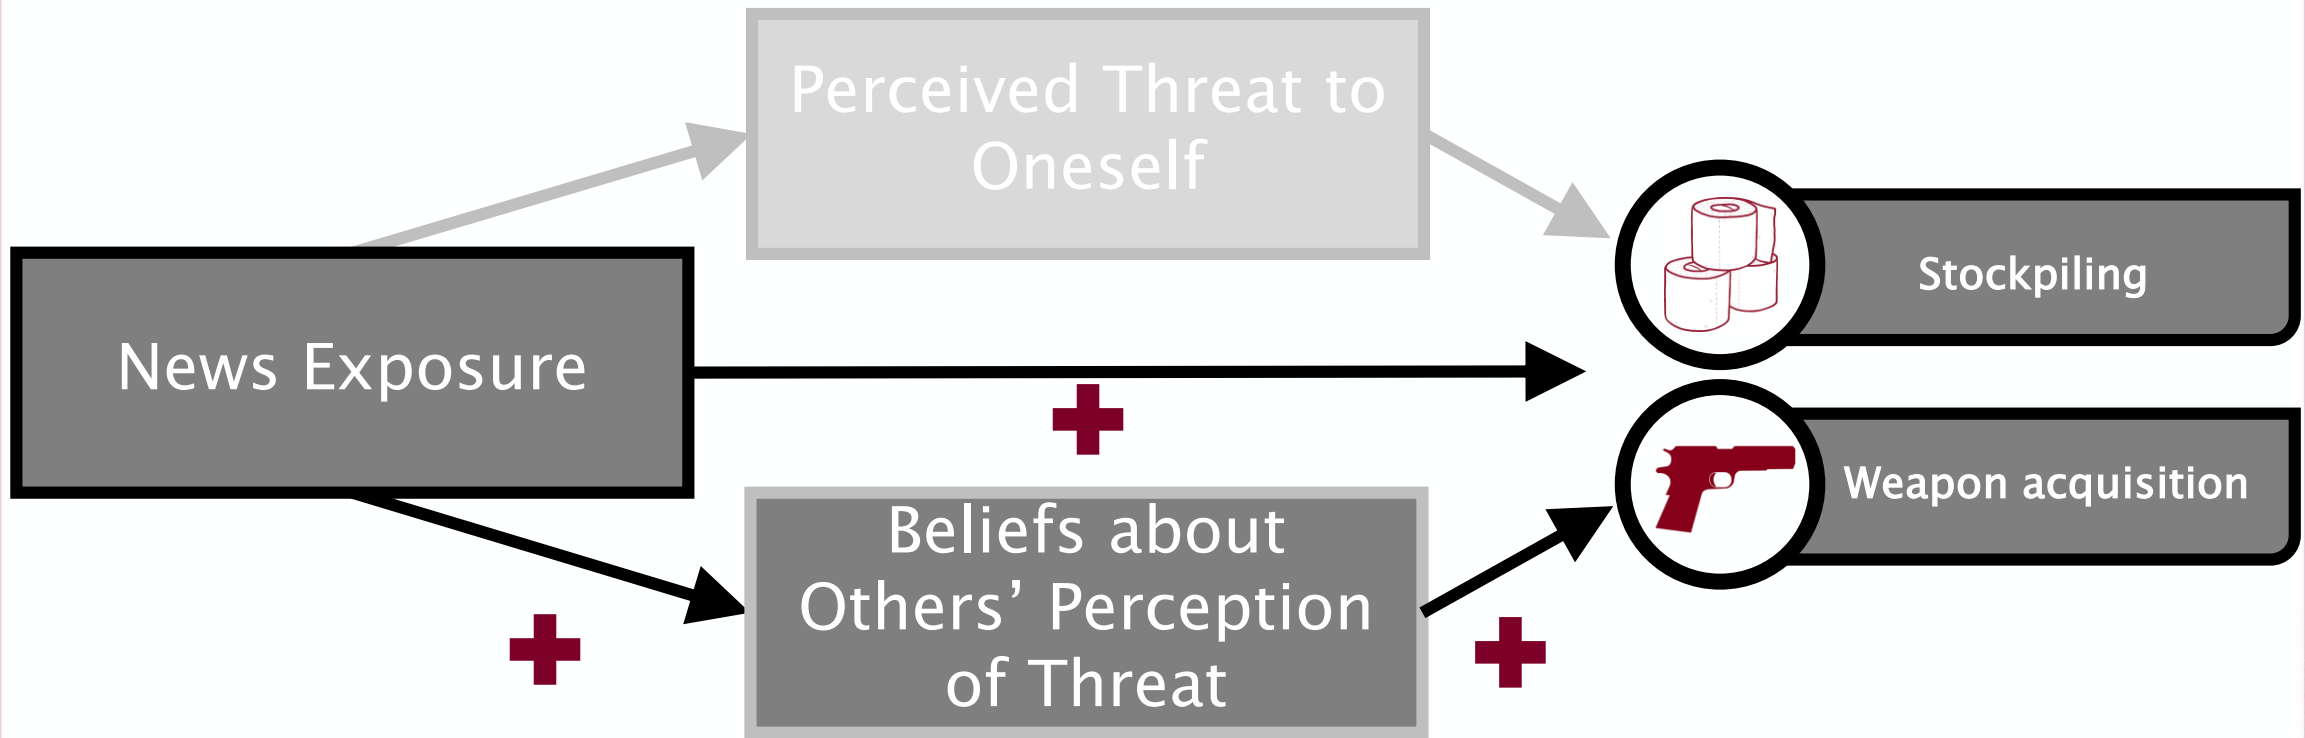 Perceived Threat to
Oneself
News Exposure
Stockpiling
Weapon acquisition
Beliefs about
Others’ Perception
of Threat